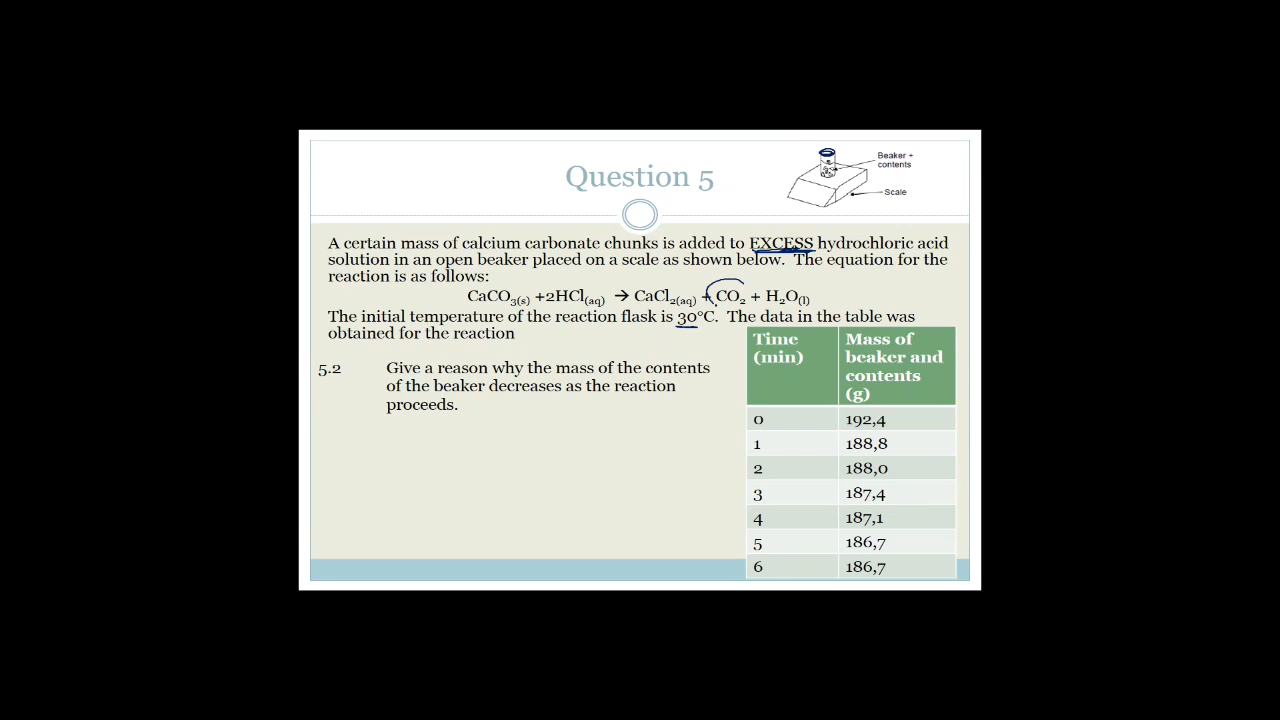 Question 5
Beaker +
contents
Scale
A certain mass of calcium carbonate chunks is added to EXCESS hydrochloric acid
solution in an open beaker placed on a scale as shown below. The equation for the
reaction is as follows:
CaCO3(s) +2HCl(aq) → CaCl2(aq) + CO2 + H2O(l)
The initial temperature of the reaction flask is 30°C. The data in the table was
obtained for the reaction
5.2 Give a reason why the mass of the contents
of the beaker decreases as the reaction
proceeds.
Time (min) Mass of beaker and contents (g)
0 192,4
1 188,8
2 188,0
3 187,4
4 187,1
5 186,7
6 186,7